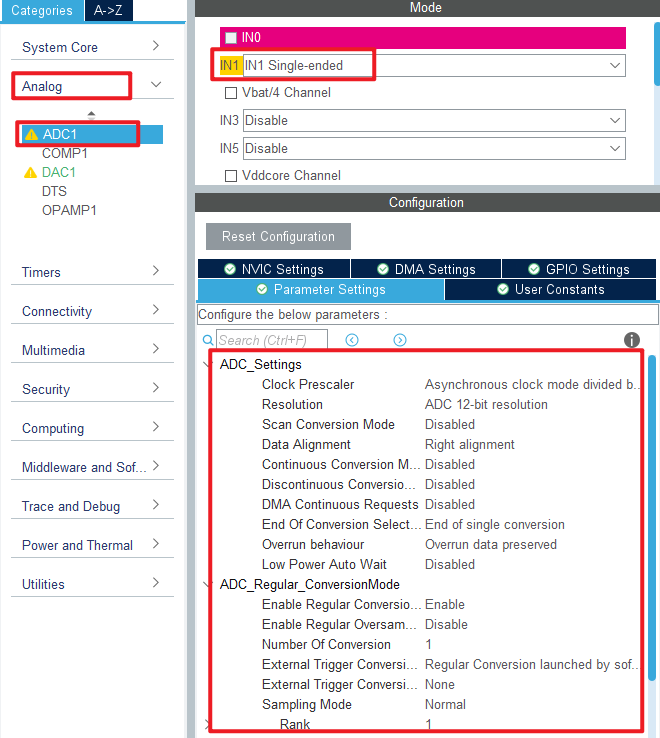 Categories A->Z
System Core
Analog
ADC1
COMP1
DAC1
DTS
OPAMP1
Timers
Connectivity
Multimedia
Security
Computing
Middleware and Sof...
Trace and Debug
Power and Thermal
Utilities
Mode
IN0
IN1 IN1 Single-ended
Vbat/4 Channel
IN3 Disable
IN5 Disable
Vddcore Channel
Configuration
Reset Configuration
NVIC Settings DMA Settings GPIO Settings
Parameter Settings User Constants
Configure the below parameters :
Search (Ctrl+F)
ADC_Settings
Clock Prescaler Asynchronous clock mode divided b...
Resolution ADC 12-bit resolution
Scan Conversion Mode Disabled
Data Alignment Right alignment
Continuous Conversion M... Disabled
Discontinuous Conversio... Disabled
DMA Continuous Requests Disabled
End Of Conversion Select... End of single conversion
Overrun behaviour Overrun data preserved
Low Power Auto Wait Disabled
ADC_Regular_ConversionMode
Enable Regular Conversio... Enable
Enable Regular Oversam... Disable
Number Of Conversion 1
External Trigger Conversi... Regular Conversion launched by sof...
External Trigger Conversi... None
Sampling Mode Normal
Rank 1